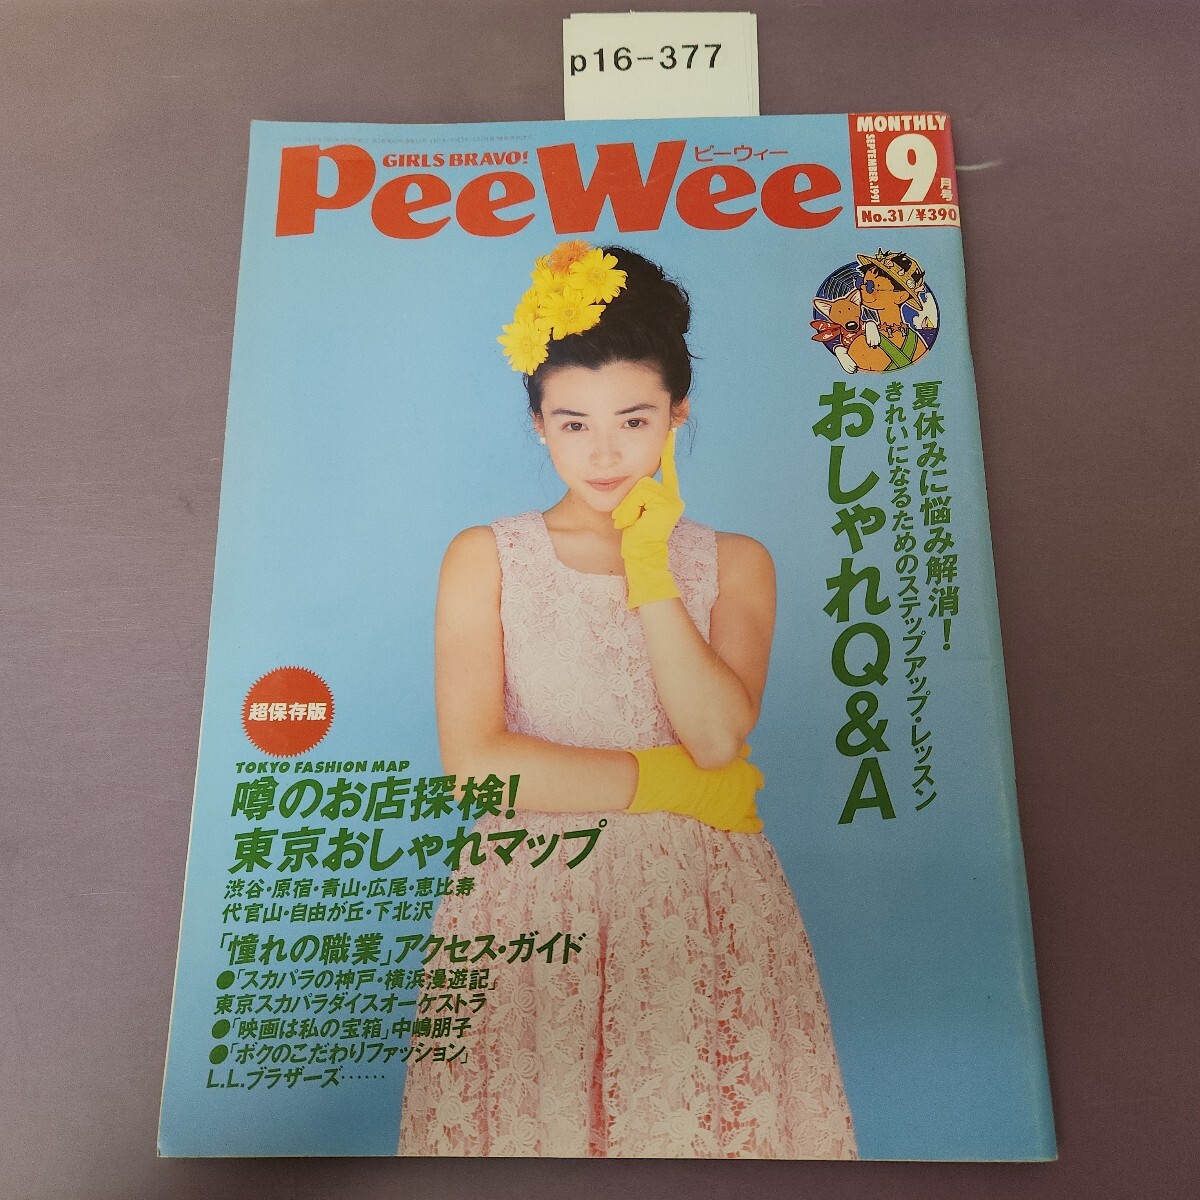 p16-377
GIRLS BRAVO!
PeeWee
ピーウィー
MONTHLY
SEPTEMBER.1991
9月号
No.31/¥390
夏休みに悩み解消!
きれいになるためのステップアップ・レッスン
おしゃれQ&A
超保存版
TOKYO FASHION MAP
噂のお店探検!
東京おしゃれマップ
渋谷・原宿・青山・広尾・恵比寿
代官山・自由が丘・下北沢
「憧れの職業」アクセス・ガイド
●「スカパラの神戸・横浜漫遊記」
東京スカパラダイスオーケストラ
●「映画は私の宝箱」中嶋朋子
●「ボクのこだわりファッション」
L.L.ブラザーズ……